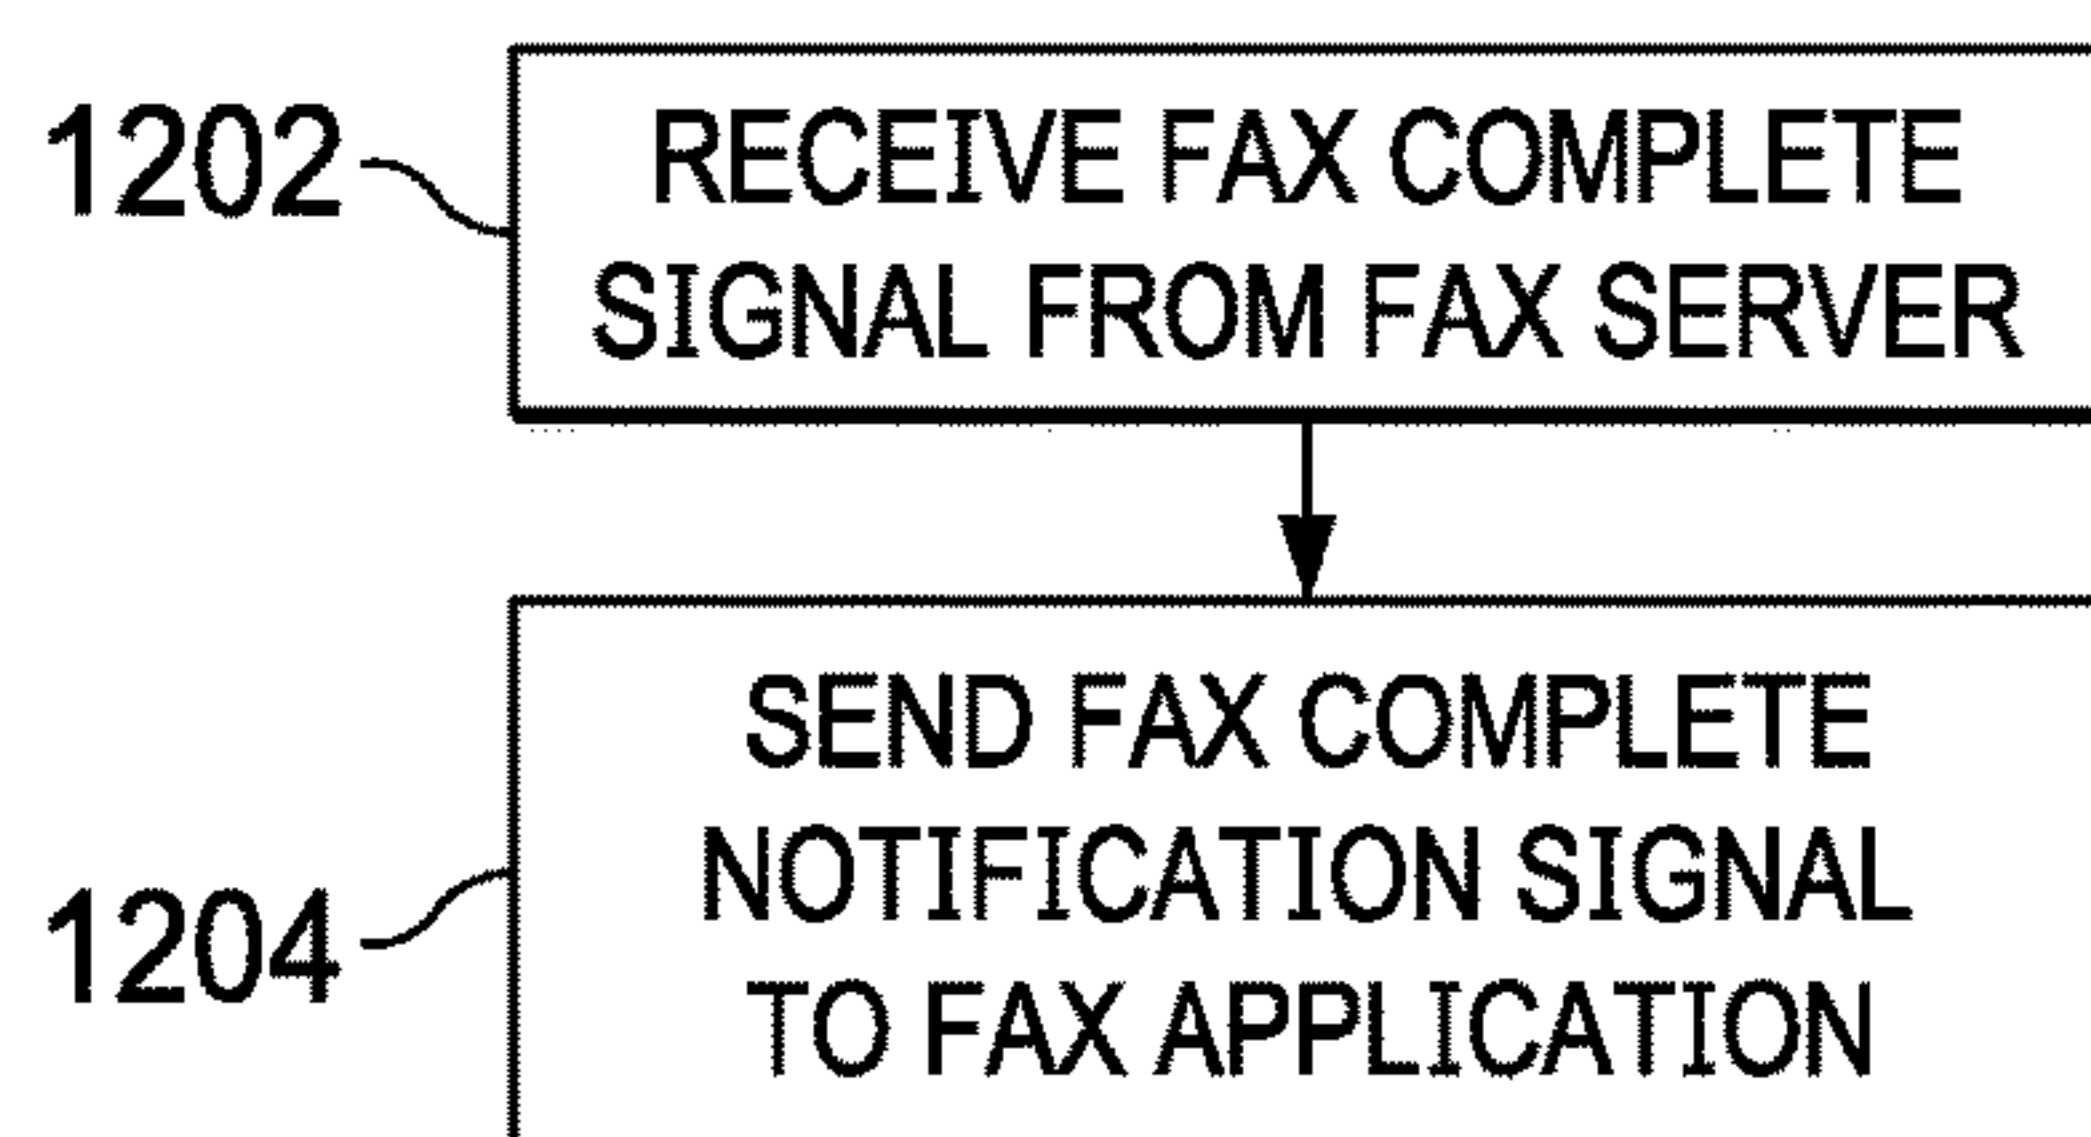 1202
RECEIVE FAX COMPLETE
SIGNAL FROM FAX SERVER
1204
SEND FAX COMPLETE
NOTIFICATION SIGNAL
TO FAX APPLICATION